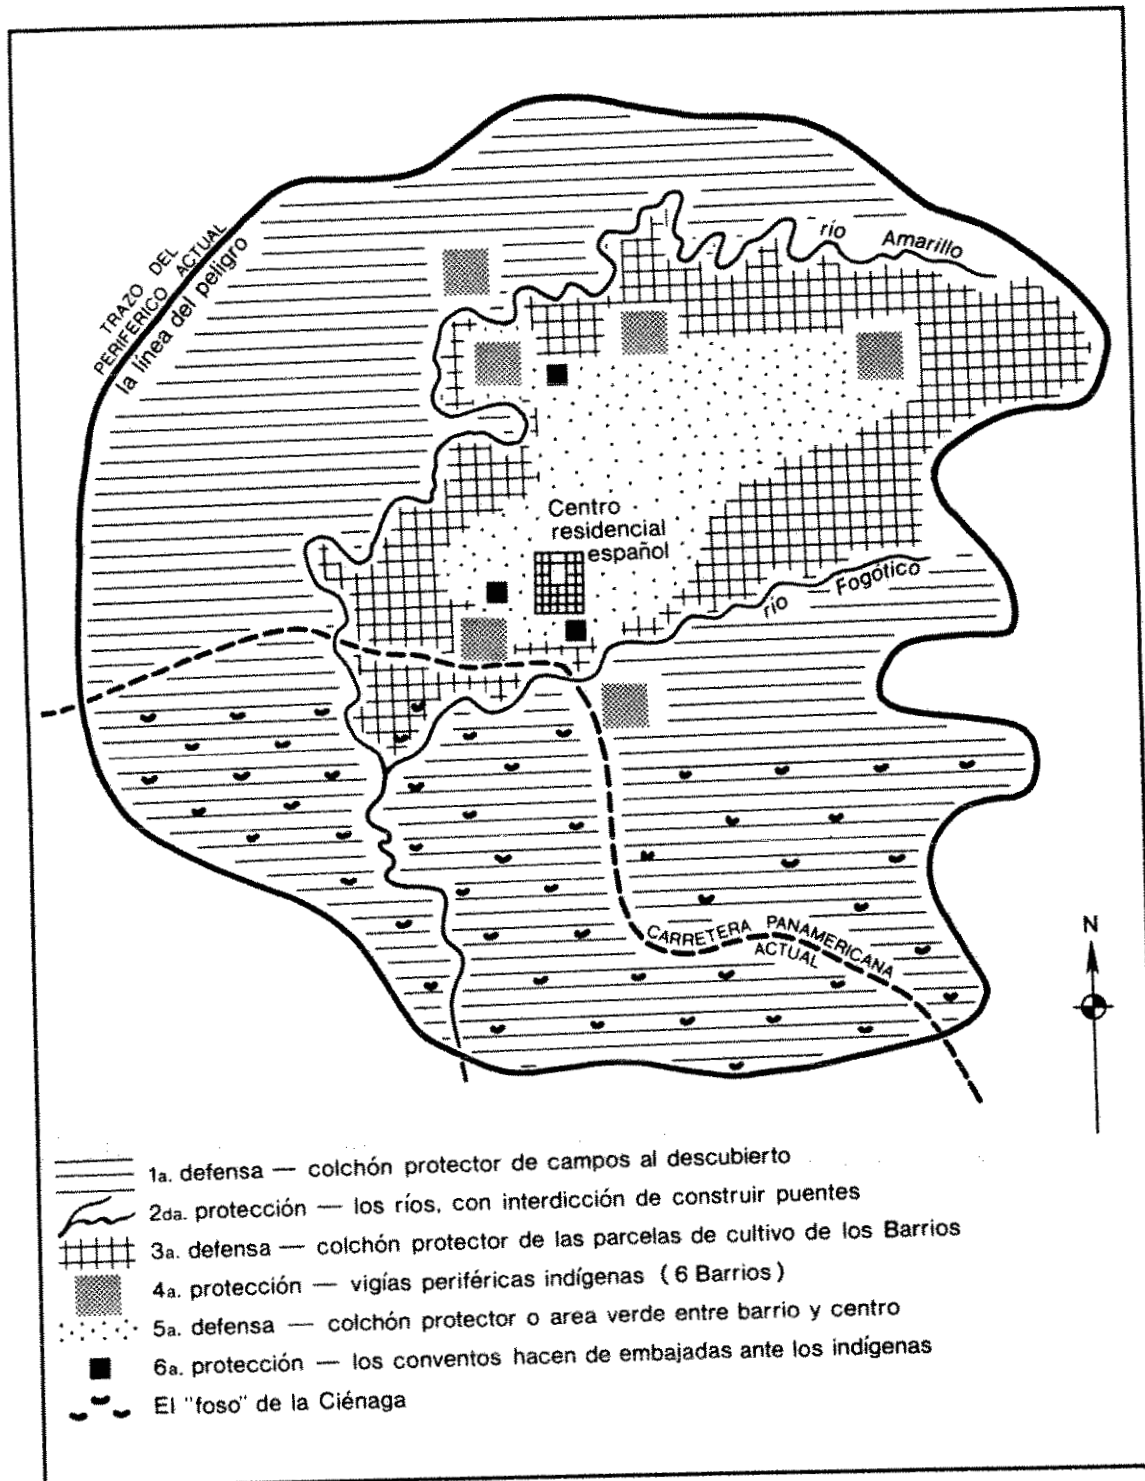 TRAZO DEL
PERIFERICO ACTUAL
la línea del peligro
río Amarillo
Centro
residencial
español
río Fogótico
CARRETERA PANAMERICANA
ACTUAL
N
1a. defensa — colchón protector de campos al descubierto
2da. protección — los ríos, con interdicción de construir puentes
3a. defensa — colchón protector de las parcelas de cultivo de los Barrios
4a. protección — vigías periféricas indígenas ( 6 Barrios )
5a. defensa — colchón protector o area verde entre barrio y centro
6a. protección — los conventos hacen de embajadas ante los indígenas
El "foso" de la Ciénaga